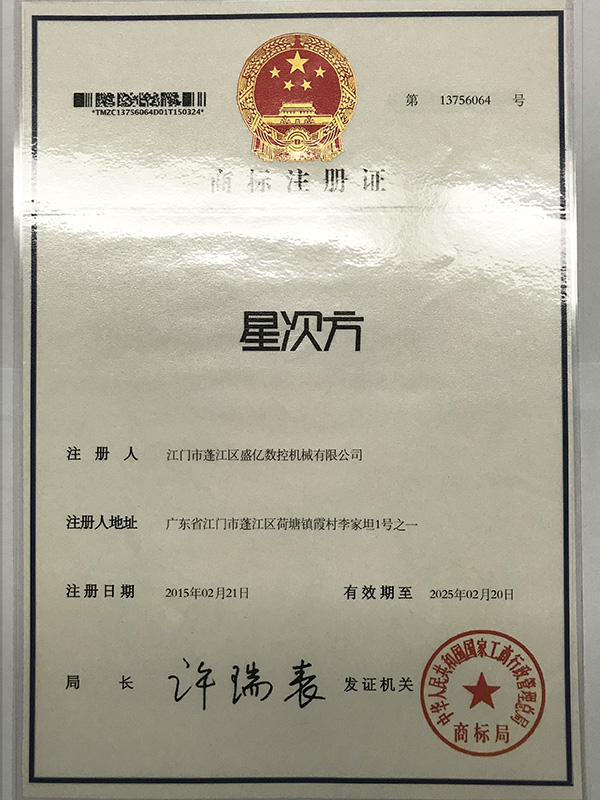 *TMZC13756064D01T150324*
第 13756064 号
商标注册证
星次方
注册人 江门市蓬江区盛亿数控机械有限公司
注册人地址 广东省江门市蓬江区荷塘镇霞村李家坦1号之一
注册日期 2015年02月21日 有效期至 2025年02月20日
局长 许瑞表 发证机关
中华人民共和国国家工商行政管理总局
商标局